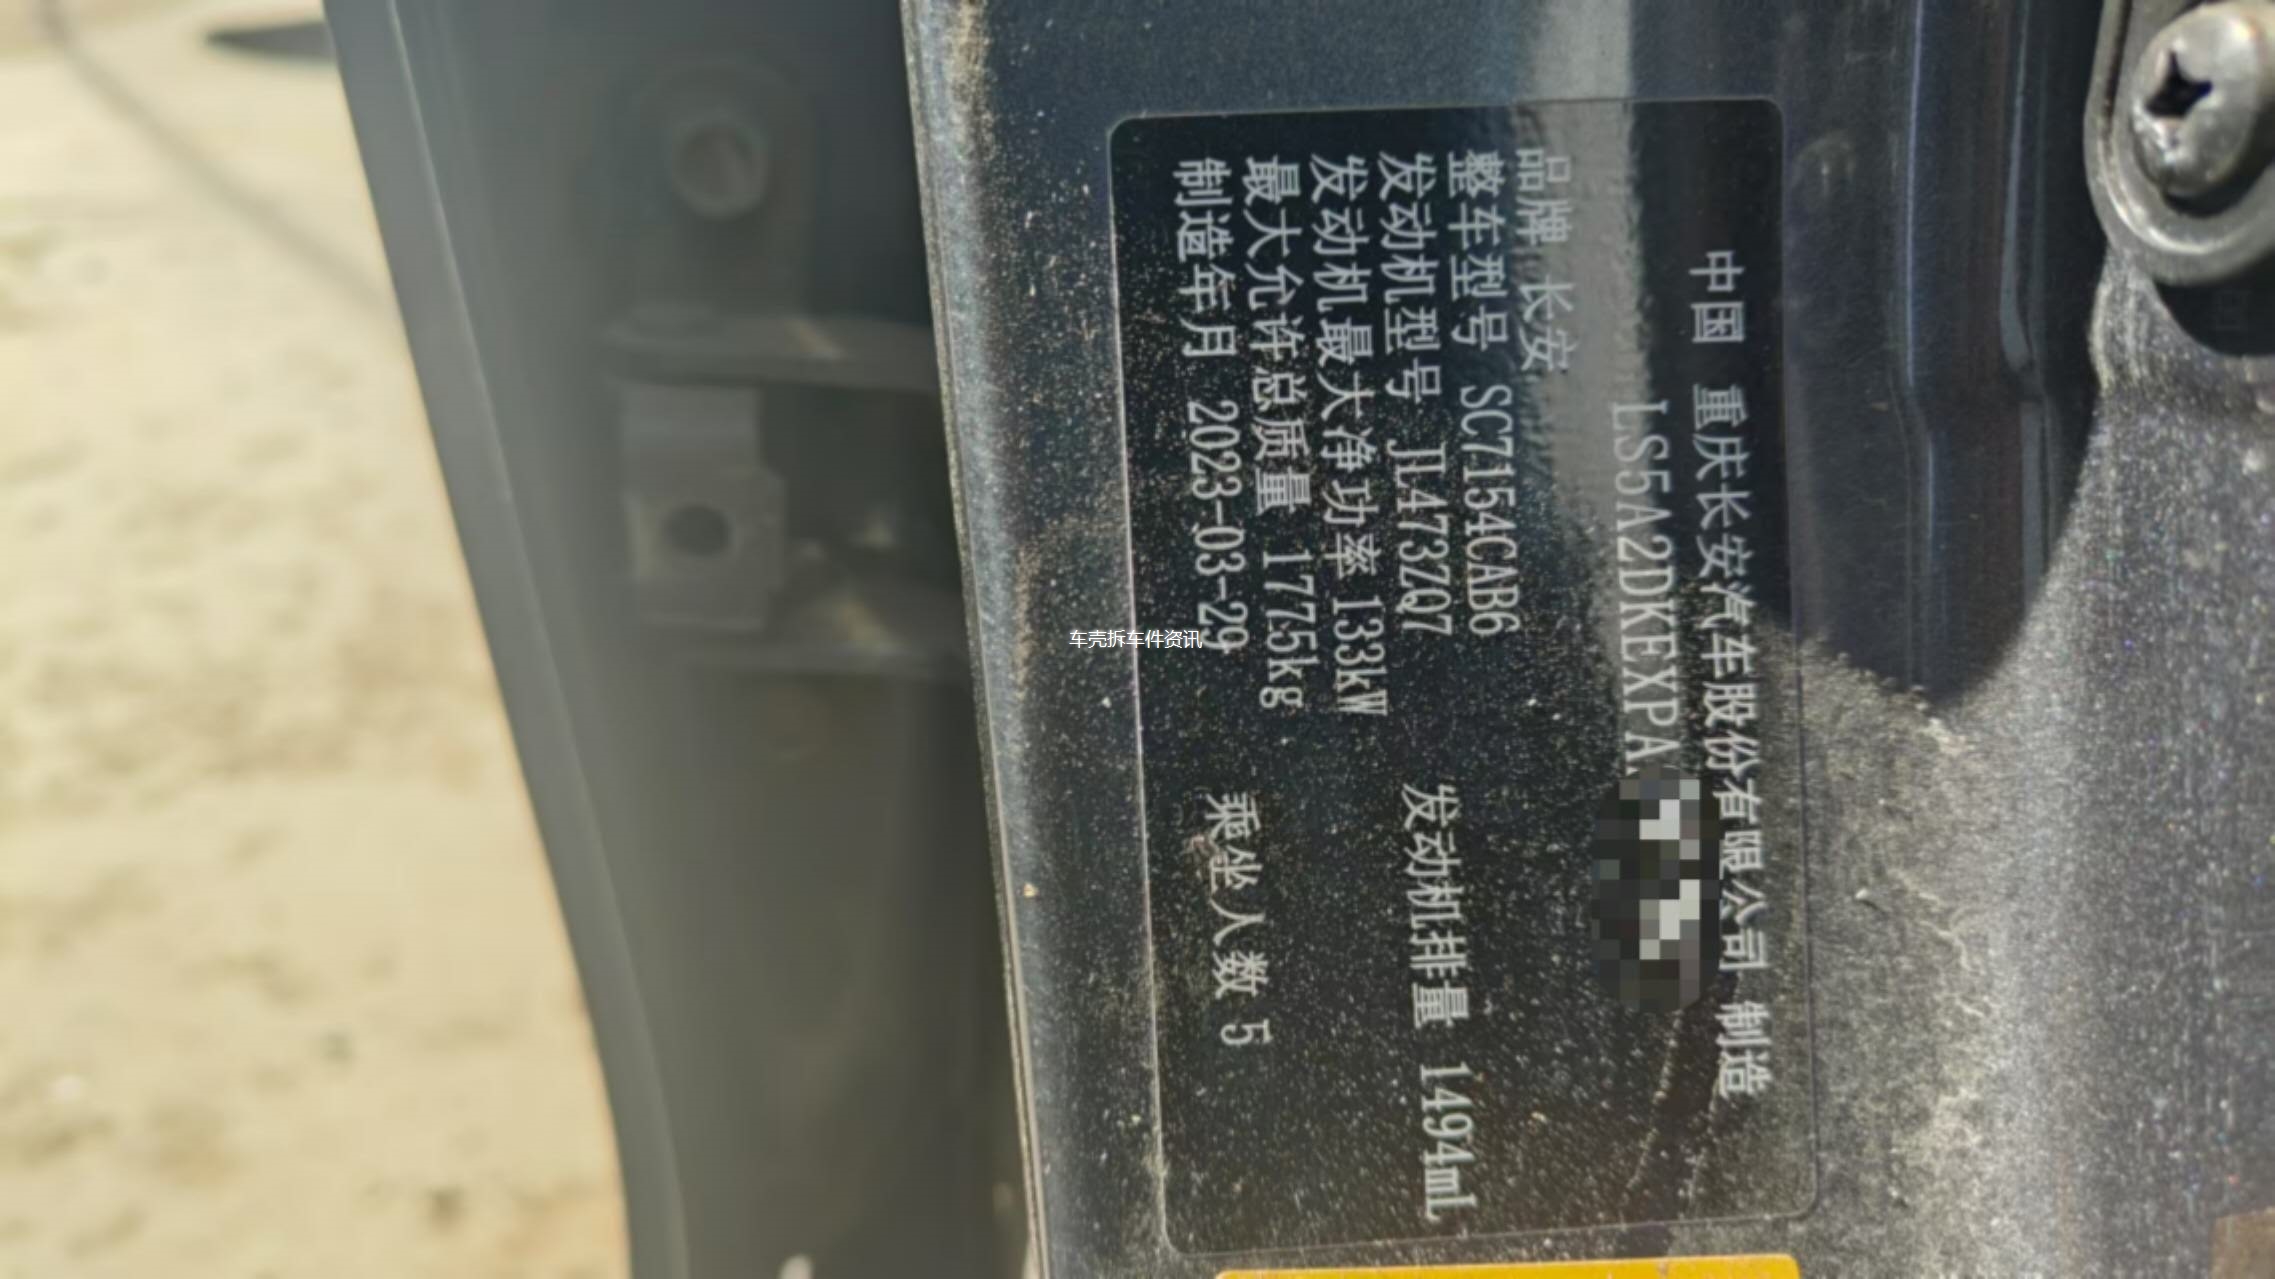 中国 重庆长安汽车股份有限公司 制造
LS5A2DKEXPA
品牌 长安
整车型号 SC7154CAB6
发动机型号 JL473ZQ7 发动机排量 1494mL
发动机最大净功率 133kW
最大允许总质量 1775kg
制造年月 2023-03-29 乘坐人数 5
车壳拆车件资讯